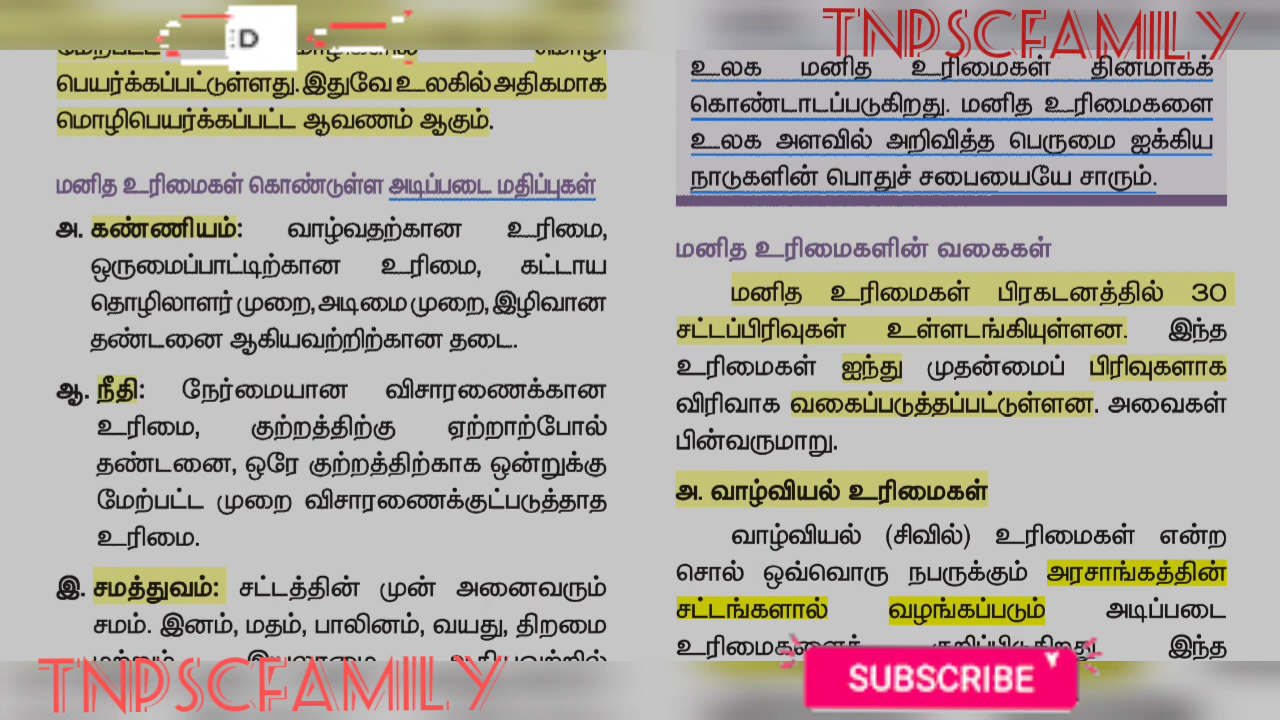 :D
TNPSCFAMILY
பெயர்க்கப்பட்டுள்ளது. இதுவே உலகில் அதிகமாக
மொழிபெயர்க்கப்பட்ட ஆவணம் ஆகும்.
மனித உரிமைகள் கொண்டுள்ள அடிப்படை மதிப்புகள்
அ. கண்ணியம்: வாழ்வதற்கான உரிமை,
ஒருமைப்பாட்டிற்கான உரிமை, கட்டாய
தொழிலாளர் முறை, அடிமை முறை, இழிவான
தண்டனை ஆகியவற்றிற்கான தடை.
ஆ. நீதி: நேர்மையான விசாரணைக்கான
உரிமை, குற்றத்திற்கு ஏற்றாற்போல்
தண்டனை, ஒரே குற்றத்திற்காக ஒன்றுக்கு
மேற்பட்ட முறை விசாரணைக்குட்படுத்தாத
உரிமை.
இ. சமத்துவம்: சட்டத்தின் முன் அனைவரும்
சமம். இனம், மதம், பாலினம், வயது, திறமை
உலக மனித உரிமைகள் தினமாகக்
கொண்டாடப்படுகிறது. மனித உரிமைகளை
உலக அளவில் அறிவித்த பெருமை ஐக்கிய
நாடுகளின் பொதுச் சபையையே சாரும்.
மனித உரிமைகளின் வகைகள்
மனித உரிமைகள் பிரகடனத்தில் 30
சட்டப்பிரிவுகள் உள்ளடங்கியுள்ளன. இந்த
உரிமைகள் ஐந்து முதன்மைப் பிரிவுகளாக
விரிவாக வகைப்படுத்தப்பட்டுள்ளன. அவைகள்
பின்வருமாறு.
அ. வாழ்வியல் உரிமைகள்
வாழ்வியல் (சிவில்) உரிமைகள் என்ற
சொல் ஒவ்வொரு நபருக்கும் அரசாங்கத்தின்
சட்டங்களால் வழங்கப்படும் அடிப்படை
இந்த
TNPSCFAMILY
SUBSCRIBE